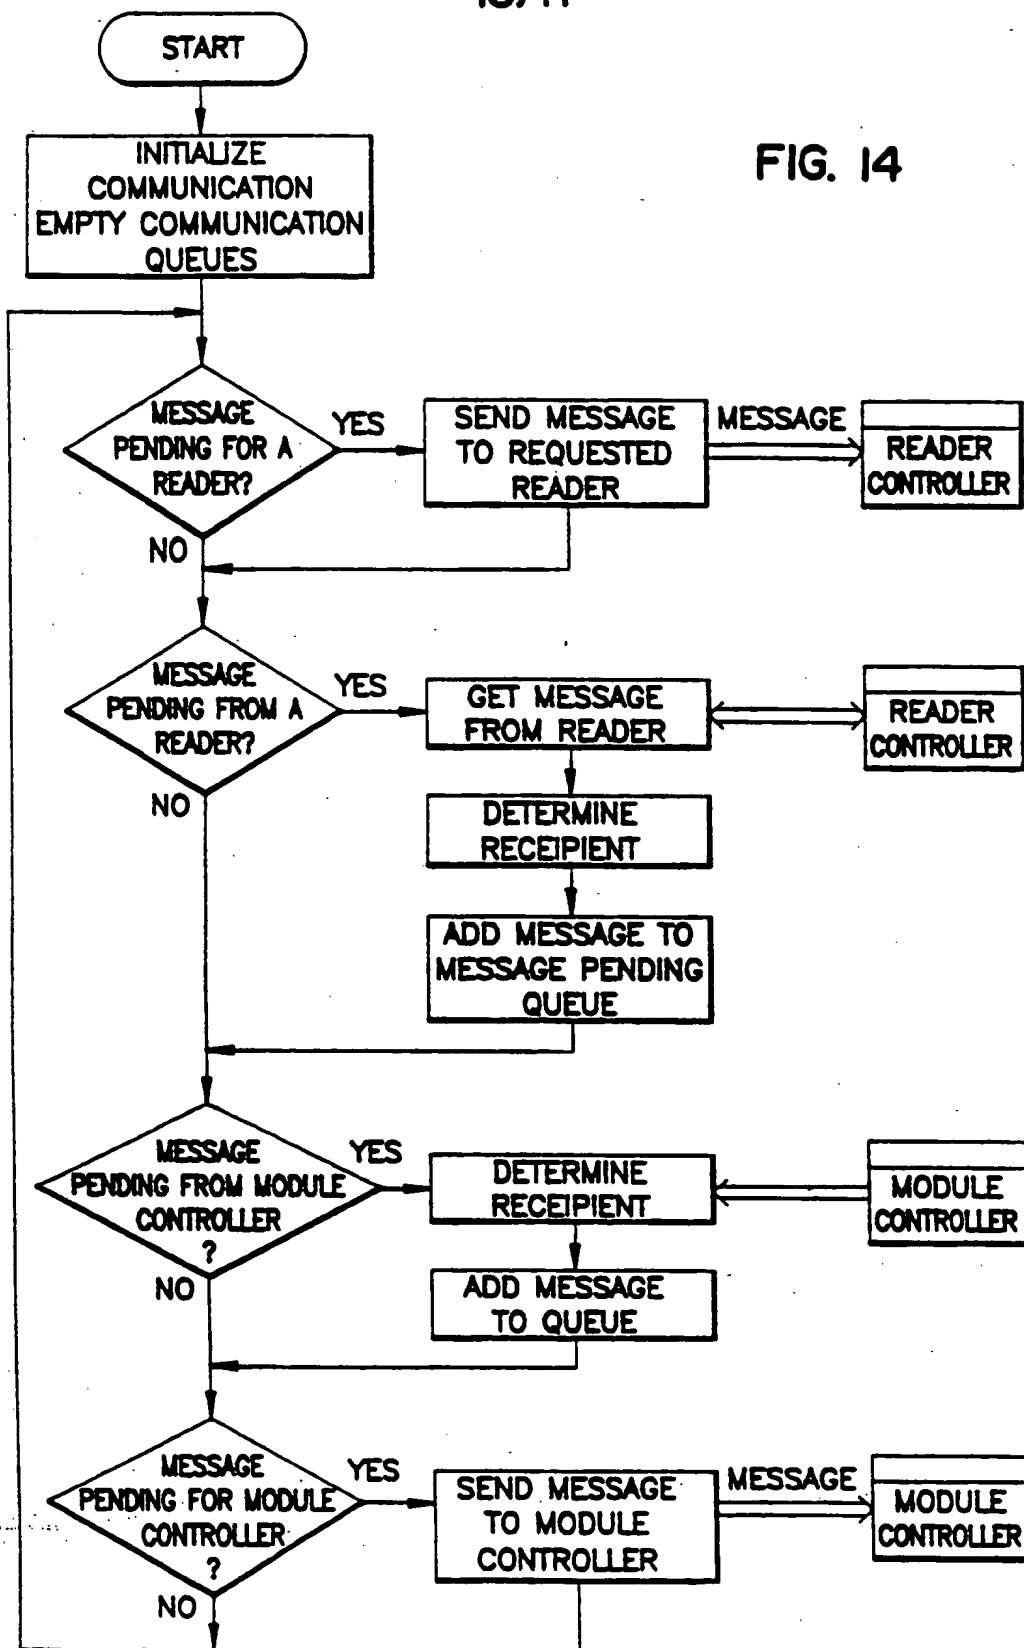 START
FIG. 14
INITIALIZE
COMMUNICATION
EMPTY COMMUNICATION
QUEUES
MESSAGE
PENDING FOR A
READER?
YES
NO
SEND MESSAGE
TO REQUESTED
READER
MESSAGE
READER
CONTROLLER
MESSAGE
PENDING FROM A
READER?
YES
NO
GET MESSAGE
FROM READER
READER
CONTROLLER
DETERMINE
RECEIPIENT
ADD MESSAGE TO
MESSAGE PENDING
QUEUE
MESSAGE
PENDING FROM MODULE
CONTROLLER
?
YES
NO
DETERMINE
RECEIPIENT
MODULE
CONTROLLER
ADD MESSAGE
TO QUEUE
MESSAGE
PENDING FOR MODULE
CONTROLLER
?
YES
NO
SEND MESSAGE
TO MODULE
CONTROLLER
MESSAGE
MODULE
CONTROLLER